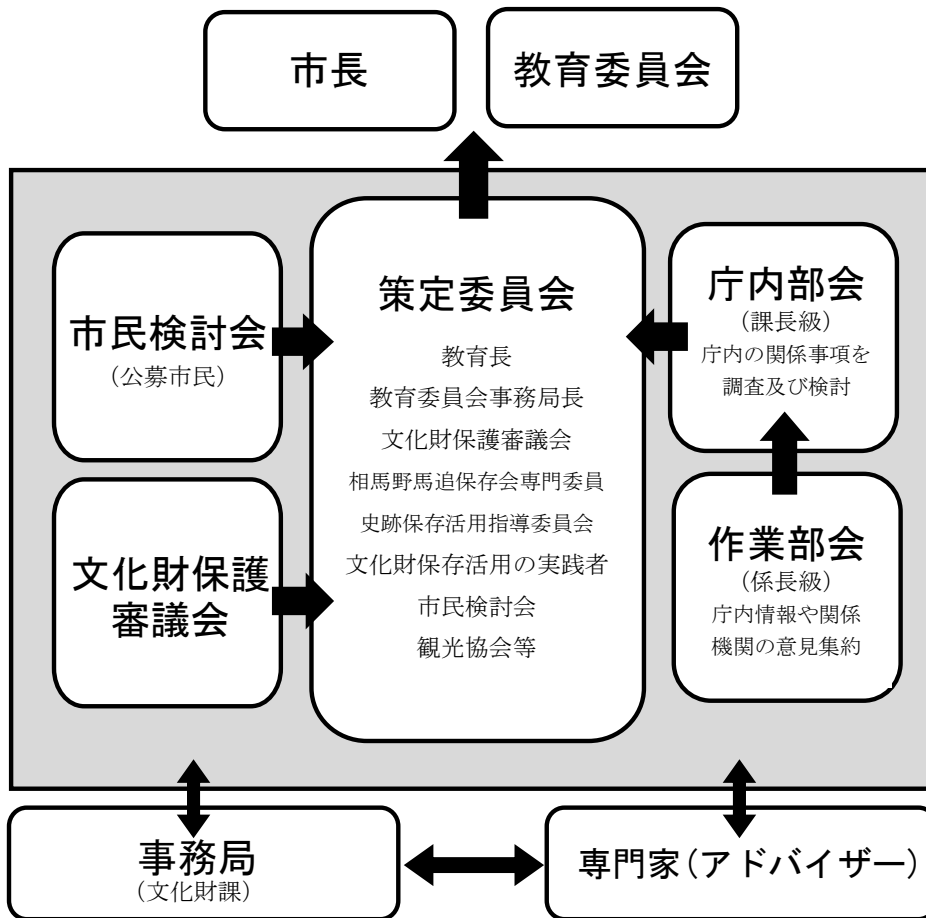 市長
教育委員会
市民検討会
(公募市民)
文化財保護
審議会
策定委員会
教育長
教育委員会事務局長
文化財保護審議会
相馬野馬追保存会専門委員
史跡保存活用指導委員会
文化財保存活用の実践者
市民検討会
観光協会等
庁内部会
(課長級)
庁内の関係事項を
調査及び検討
作業部会
(係長級)
庁内情報や関係
機関の意見集約
事務局
(文化財課)
専門家(アドバイザー)